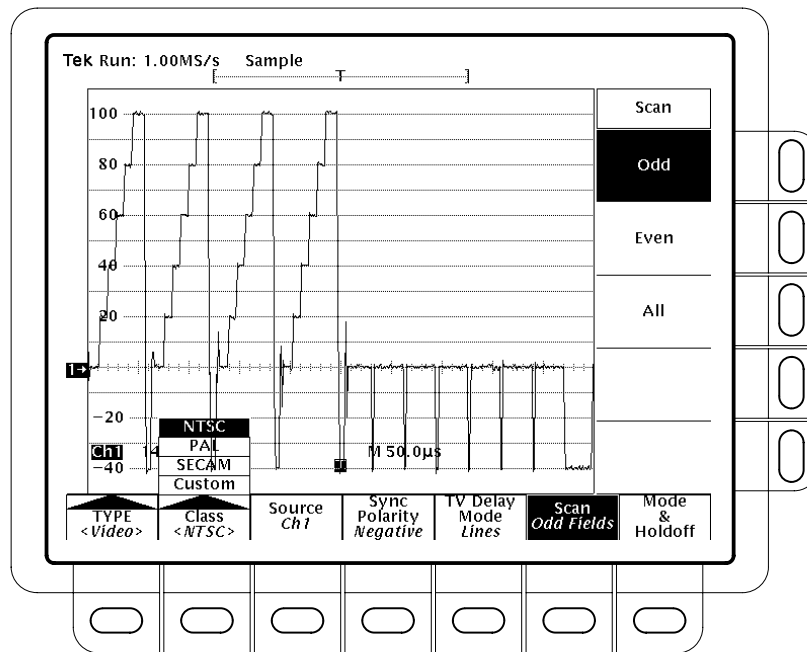 Tek Run: 1.00MS/s Sample
T
100
80
60
40
20
1→
−20
−40
Ch1 14
M 50.0µs
T
NTSC
PAL
SECAM
Custom
Scan
Odd
Even
All
TYPE
<Video>
Class
<NTSC>
Source
Ch1
Sync
Polarity
Negative
TV Delay
Mode
Lines
Scan
Odd Fields
Mode
&
Holdoff